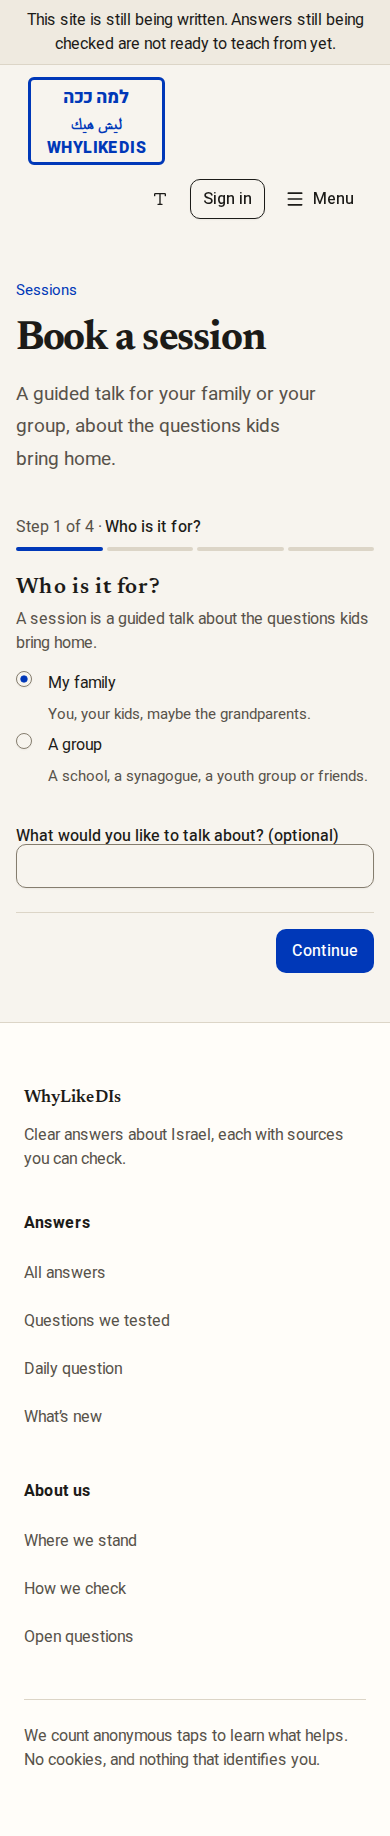 This site is still being written. Answers still being
checked are not ready to teach from yet.
למה ככה
ليش هيك
WHYLIKEDIS
T
Sign in
Menu
Sessions
Book a session
A guided talk for your family or your
group, about the questions kids
bring home.
Step 1 of 4 · Who is it for?
Who is it for?
A session is a guided talk about the questions kids
bring home.
My family
You, your kids, maybe the grandparents.
A group
A school, a synagogue, a youth group or friends.
What would you like to talk about? (optional)
Continue
WhyLikeDIs
Clear answers about Israel, each with sources
you can check.
Answers
All answers
Questions we tested
Daily question
What's new
About us
Where we stand
How we check
Open questions
We count anonymous taps to learn what helps.
No cookies, and nothing that identifies you.